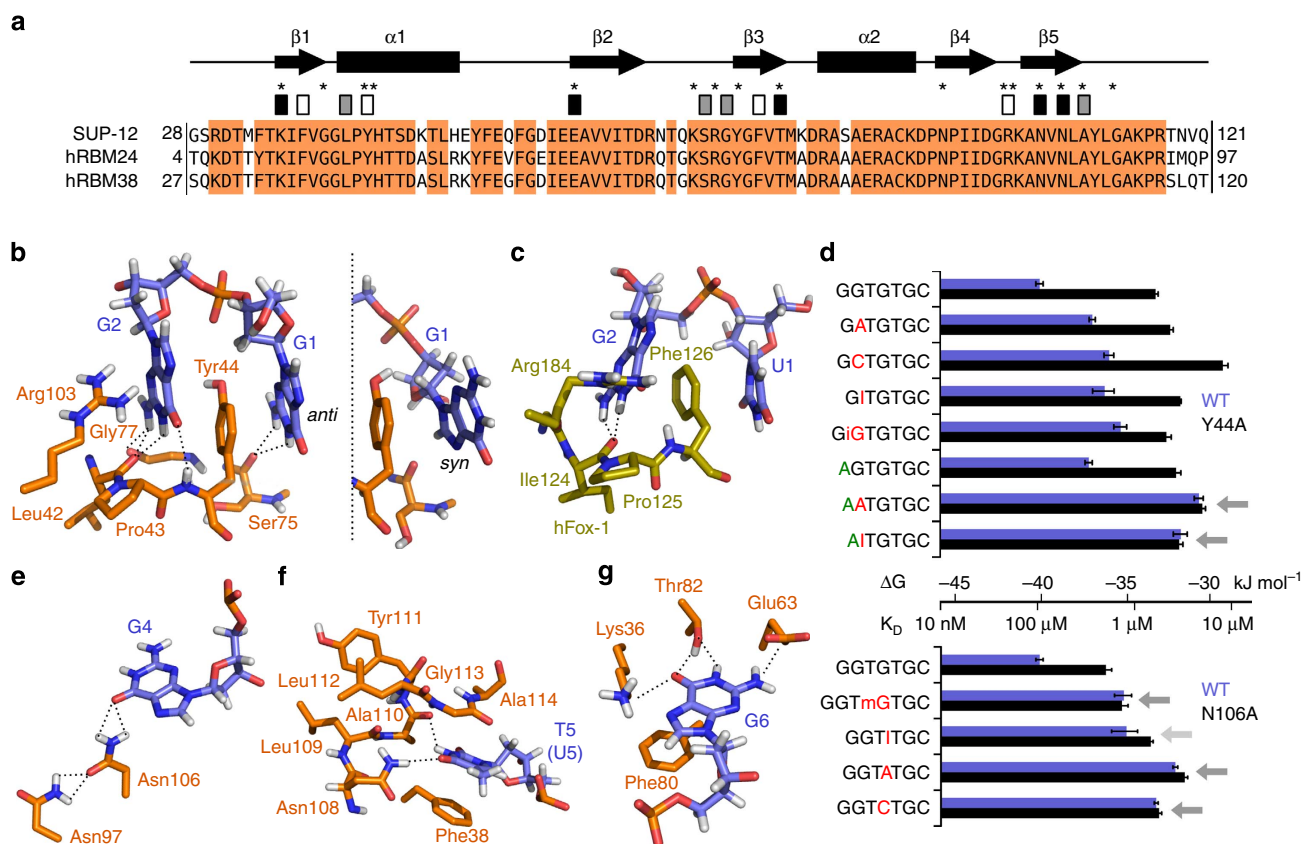 a
β1 α1 β2 β3 α2 β4 β5
* * ** * * * * * * ** * * * *
SUP-12 28 GSRDTMFTKIFVGGLPYHTSDKTLHEYFEQFGDIEEAVVITDRNTQKSRGYGFVTMKDRASAERACKDPNPIIDGRKANVNLAYLGAKPRTNVQ 121
hRBM24 4 TQKDTTYTKIFVGGLPYHTTDASLRKYFEVFGEIEEAVVITDRQTGKSRGYGFVTMADRAAAERACKDPNPIIDGRKANVNLAYLGAKPRIMQP 97
hRBM38 27 SQKDTTFTKIFVGGLPYHTTDASLRKYFEGFGDIEEAVVITDRQTGKSRGYGFVTMADRAAAERACKDPNPIIDGRKANVNLAYLGAKPRSLQT 120
b
G2
G1
Tyr44
Arg103
anti
Gly77
Leu42
Pro43
Ser75
G1
syn
c
G2
Phe126
Arg184
U1
Ile124
Pro125
hFox-1
d
GGTGTGC
GATGTGC
GCTGTGC
GITGTGC
GiGTGTGC
AGTGTGC
AATGTGC
AITGTGC
WT
Y44A
ΔG −45 −40 −35 −30 kJ mol−1
KD 10 nM 100 μM 1 μM 10 μM
GGTGTGC
GGTmGTGC
GGTITGC
GGTATGC
GGTCTGC
WT
N106A
e
G4
Asn106
Asn97
f
Tyr111
Leu112
Gly113
Ala114
Ala110
Leu109
T5
(U5)
Asn108
Phe38
g
Thr82
Glu63
Lys36
G6
Phe80